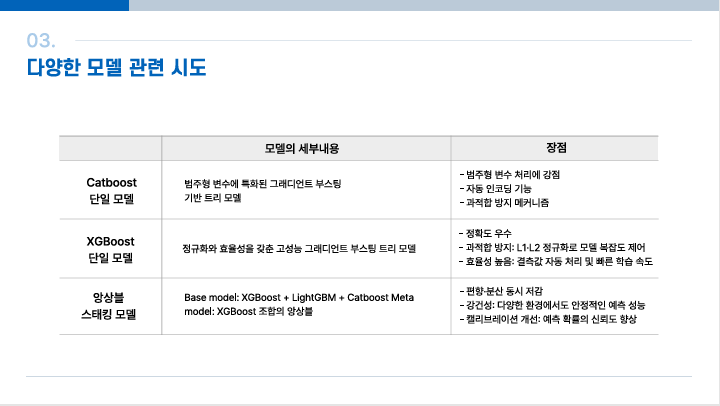 03.
다양한 모델 관련 시도
모델의 세부내용
장점
Catboost
단일 모델
범주형 변수에 특화된 그래디언트 부스팅
기반 트리 모델
- 범주형 변수 처리에 강점
- 자동 인코딩 기능
- 과적합 방지 메커니즘
XGBoost
단일 모델
정규화와 효율성을 갖춘 고성능 그래디언트 부스팅 트리 모델
- 정확도 우수
- 과적합 방지: L1·L2 정규화로 모델 복잡도 제어
- 효율성 높음: 결측값 자동 처리 및 빠른 학습 속도
앙상블
스태킹 모델
Base model: XGBoost + LightGBM + Catboost Meta
model: XGBoost 조합의 앙상블
- 편향·분산 동시 저감
- 강건성: 다양한 환경에서도 안정적인 예측 성능
- 캘리브레이션 개선: 예측 확률의 신뢰도 향상